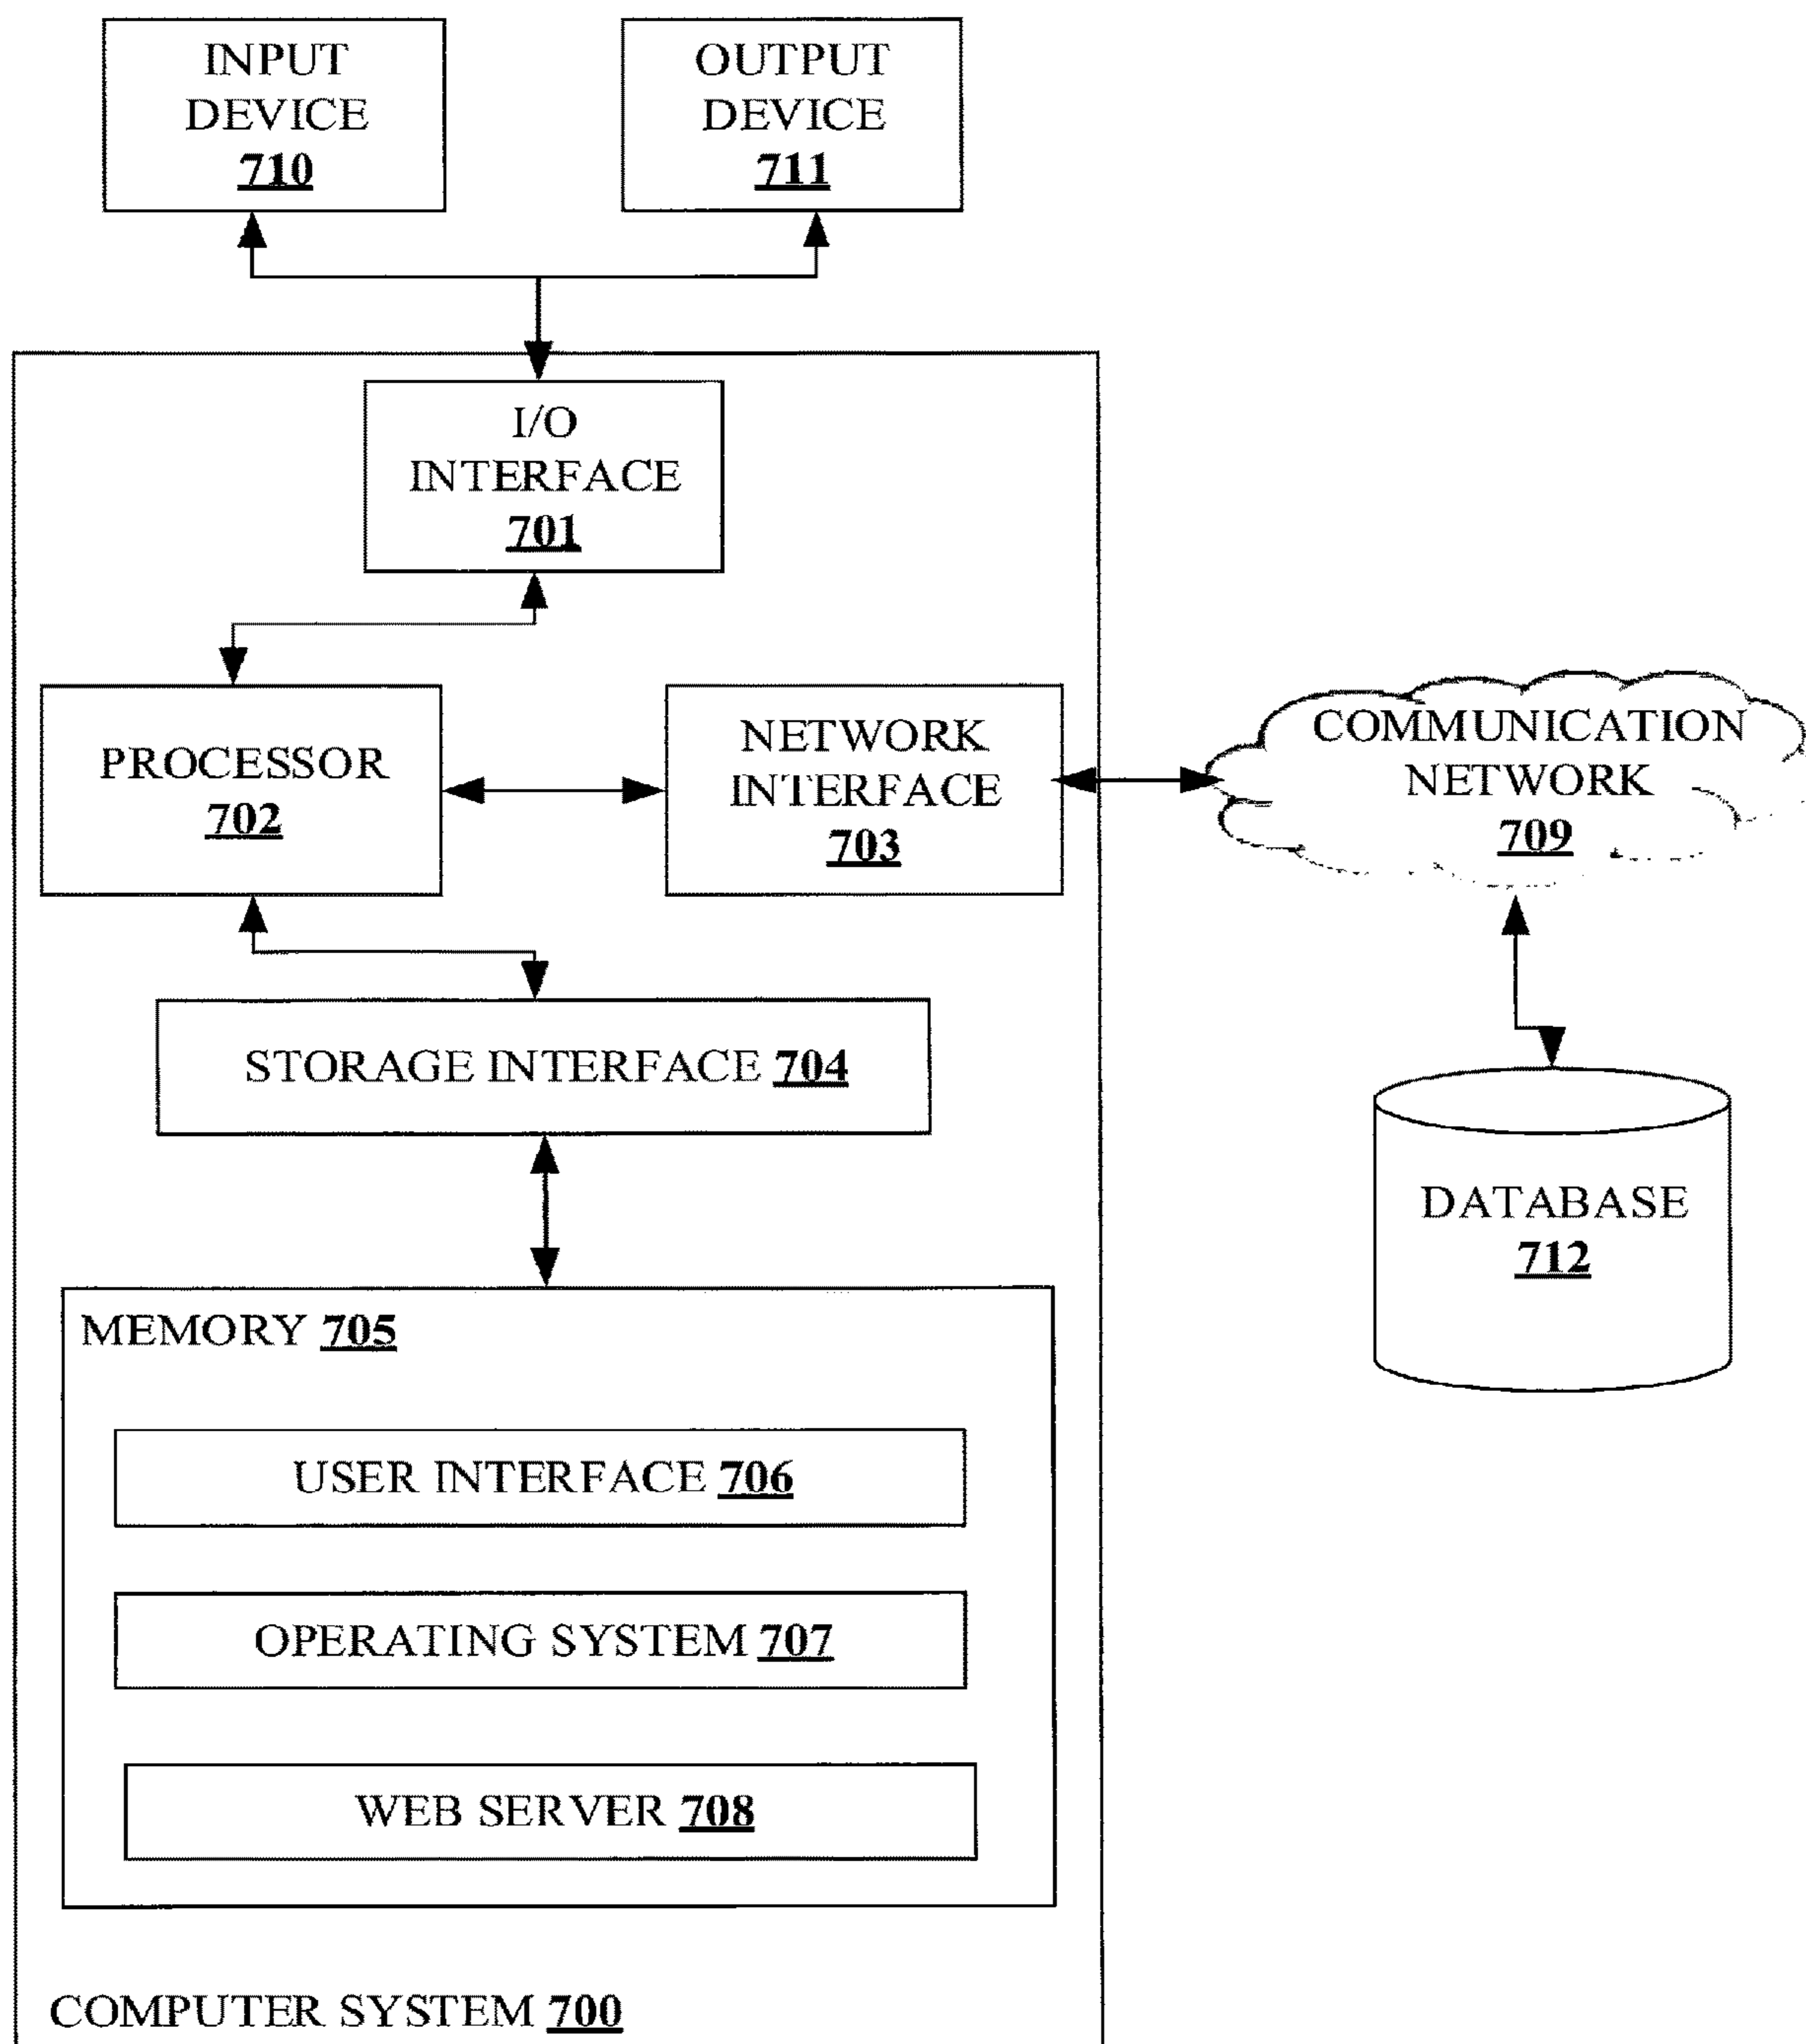 INPUT
DEVICE
710
OUTPUT
DEVICE
711
I/O
INTERFACE
701
PROCESSOR
702
NETWORK
INTERFACE
703
COMMUNICATION
NETWORK
709
STORAGE INTERFACE 704
DATABASE
712
MEMORY 705
USER INTERFACE 706
OPERATING SYSTEM 707
WEB SERVER 708
COMPUTER SYSTEM 700